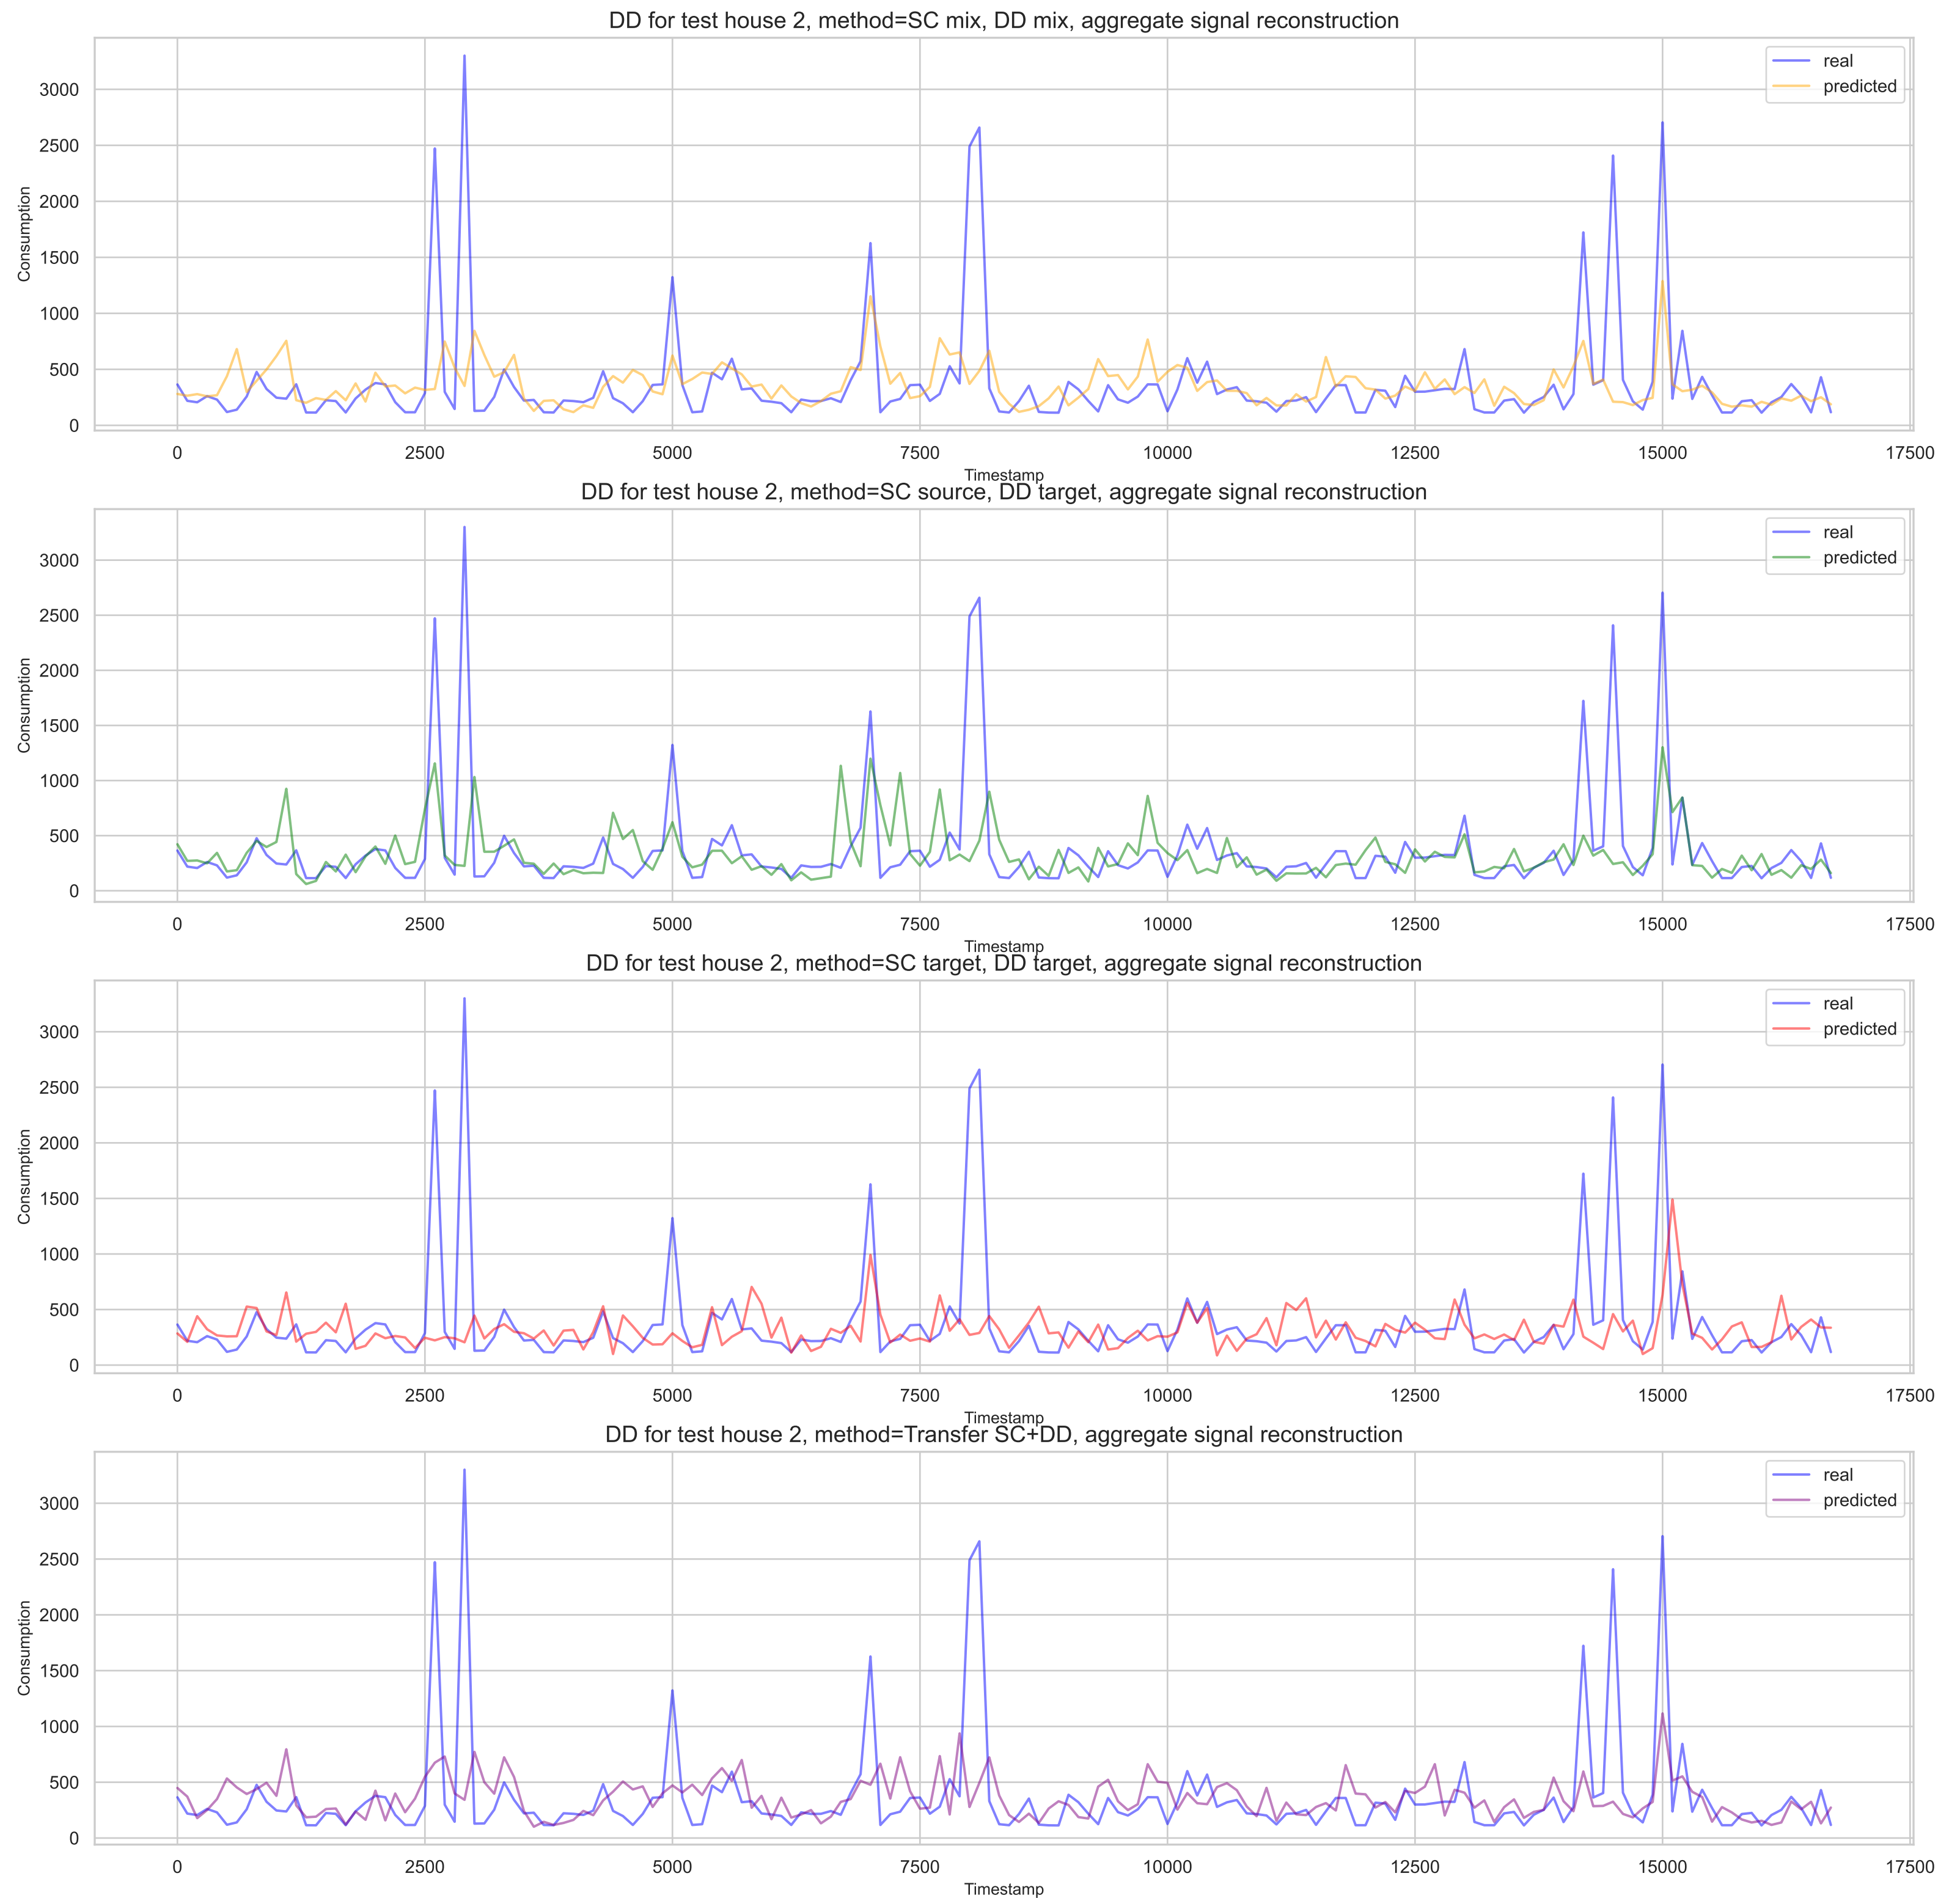 DD for test house 2, method=SC mix, DD mix, aggregate signal reconstruction
real
predicted
Consumption
3000
2500
2000
1500
1000
500
0
0 2500 5000 7500 10000 12500 15000 17500
Timestamp
DD for test house 2, method=SC source, DD target, aggregate signal reconstruction
real
predicted
Consumption
3000
2500
2000
1500
1000
500
0
0 2500 5000 7500 10000 12500 15000 17500
Timestamp
DD for test house 2, method=SC target, DD target, aggregate signal reconstruction
real
predicted
Consumption
3000
2500
2000
1500
1000
500
0
0 2500 5000 7500 10000 12500 15000 17500
Timestamp
DD for test house 2, method=Transfer SC+DD, aggregate signal reconstruction
real
predicted
Consumption
3000
2500
2000
1500
1000
500
0
0 2500 5000 7500 10000 12500 15000 17500
Timestamp